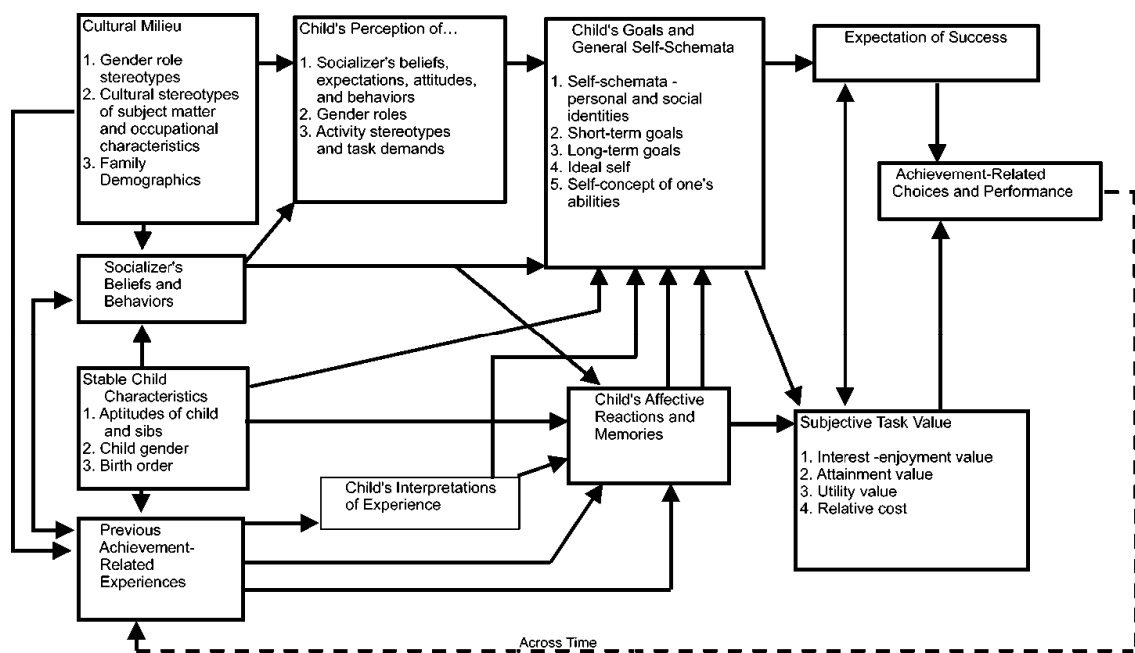 Cultural Milieu
1. Gender role
stereotypes
2. Cultural stereotypes
of subject matter
and occupational
characteristics
3. Family
Demographics
Child's Perception of…
1. Socializer's beliefs,
expectations, attitudes,
and behaviors
2. Gender roles
3. Activity stereotypes
and task demands
Child's Goals and
General Self-Schemata
1. Self-schemata -
personal and social
identities
2. Short-term goals
3. Long-term goals
4. Ideal self
5. Self-concept of one's
abilities
Expectation of Success
Achievement-Related
Choices and Performance
Socializer's
Beliefs and
Behaviors
Stable Child
Characteristics
1. Aptitudes of child
and sibs
2. Child gender
3. Birth order
Child's Affective
Reactions and
Memories
Subjective Task Value
1. Interest -enjoyment value
2. Attainment value
3. Utility value
4. Relative cost
Child's Interpretations
of Experience
Previous
Achievement-
Related
Experiences
Across Time